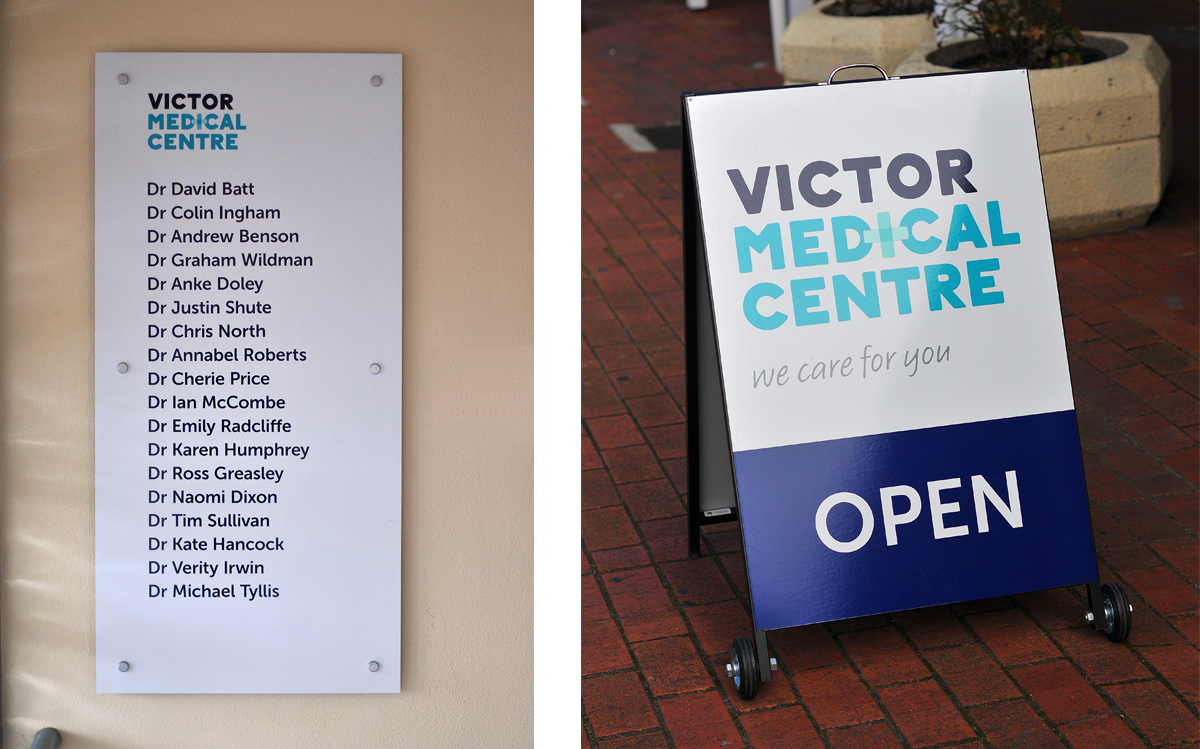 VICTOR
MEDICAL
CENTRE
Dr David Batt
Dr Colin Ingham
Dr Andrew Benson
Dr Graham Wildman
Dr Anke Doley
Dr Justin Shute
Dr Chris North
Dr Annabel Roberts
Dr Cherie Price
Dr Ian McCombe
Dr Emily Radcliffe
Dr Karen Humphrey
Dr Ross Greasley
Dr Naomi Dixon
Dr Tim Sullivan
Dr Kate Hancock
Dr Verity Irwin
Dr Michael Tyllis
VICTOR
MEDICAL
CENTRE
we care for you
OPEN